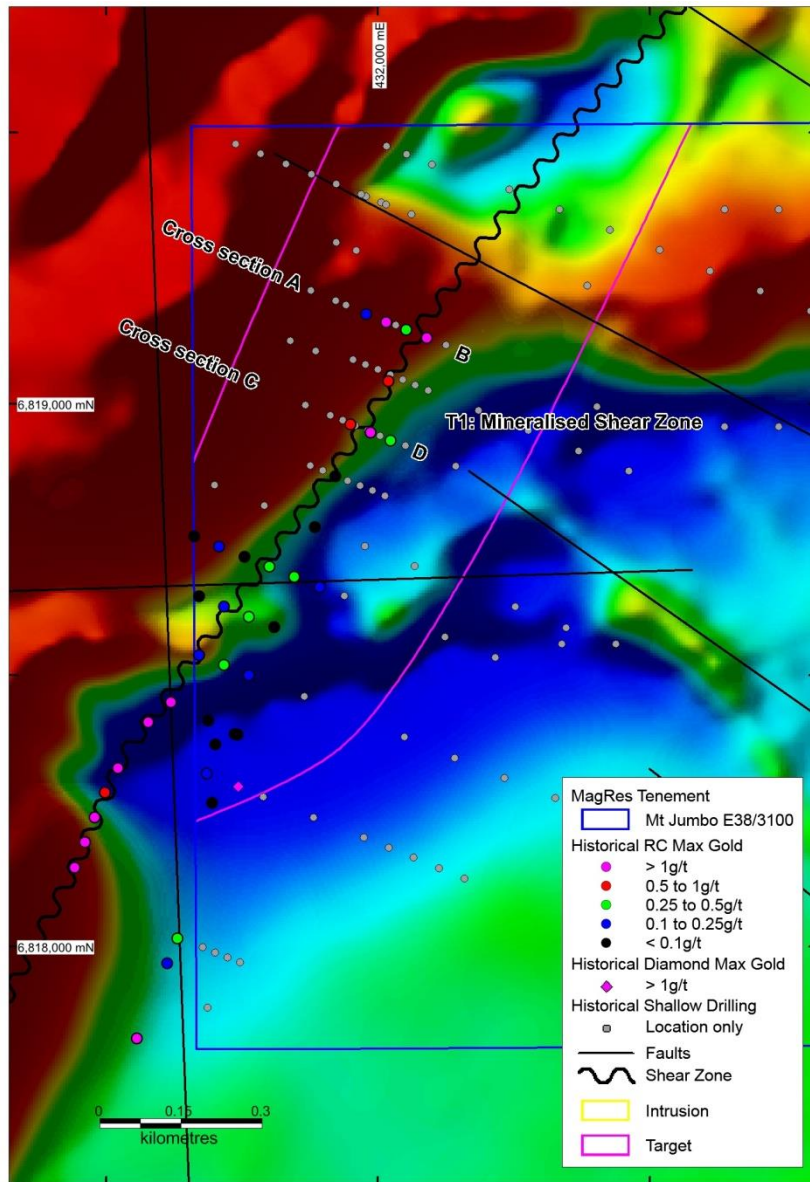 432,000 mE
Cross section A
Cross section C
B
6,819,000 mN
T1: Mineralised Shear Zone
D
6,818,000 mN
0 0.15 0.3
kilometres
MagRes Tenement
Mt Jumbo E38/3100
Historical RC Max Gold
> 1g/t
0.5 to 1g/t
0.25 to 0.5g/t
0.1 to 0.25g/t
< 0.1g/t
Historical Diamond Max Gold
> 1g/t
Historical Shallow Drilling
Location only
Faults
Shear Zone
Intrusion
Target